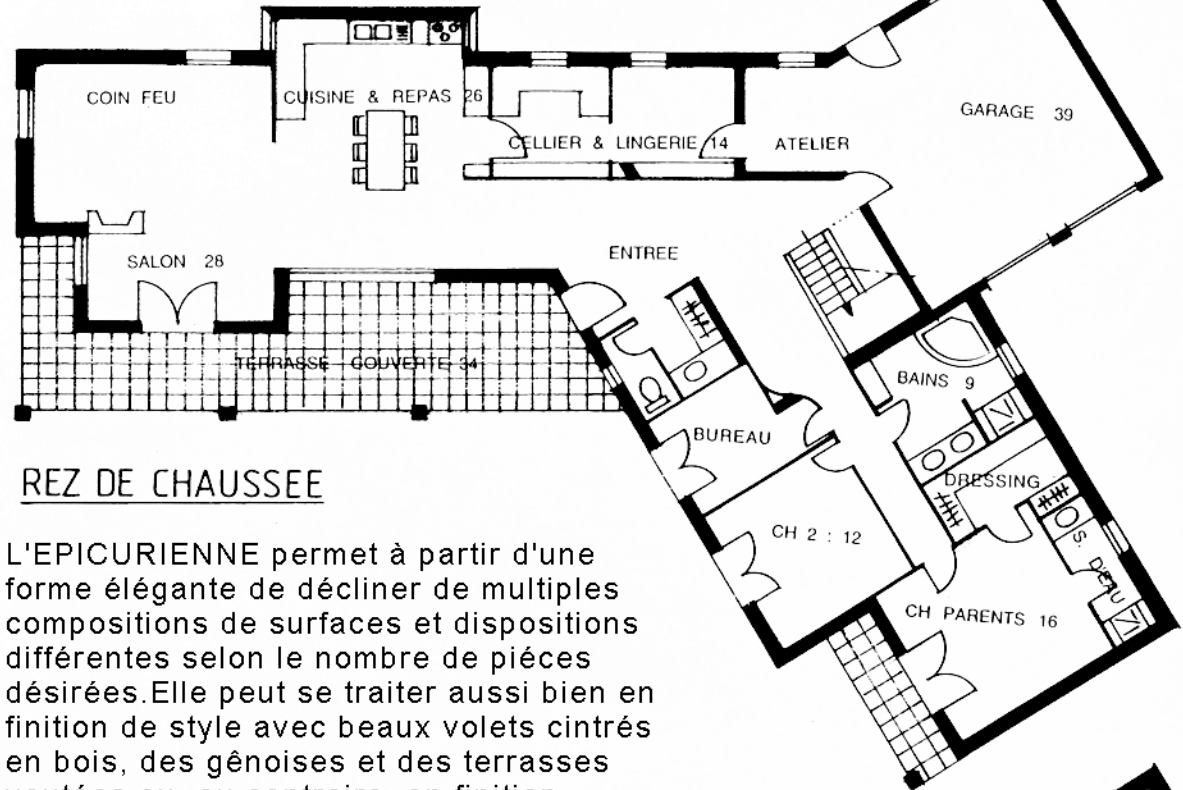 COIN FEU
CUISINE & REPAS 26
GARAGE 39
CELLIER & LINGERIE 14
ATELIER
ENTREE
SALON 28
TERRASSE COUVERTE 34
BAINS 9
BUREAU
DRESSING
CH 2 : 12
S. D'EAU
CH PARENTS 16
REZ DE CHAUSSEE
L'EPICURIENNE permet à partir d'une
forme élégante de décliner de multiples
compositions de surfaces et dispositions
différentes selon le nombre de piéces
désirées.Elle peut se traiter aussi bien en
finition de style avec beaux volets cintrés
en bois, des gênoises et des terrasses